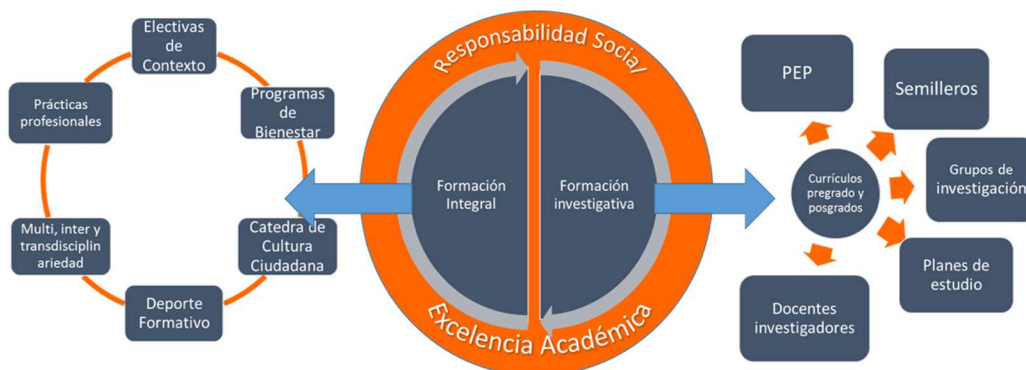 Electivas
de
Contexto
Programas
de
Bienestar
Catedra de
Cultura
Ciudadana
Deporte
Formativo
Multi, inter y
transdisciplin
ariedad
Prácticas
profesionales
Responsabilidad Social
Formación
Integral
Formación
investigativa
Excelencia Académica
PEP
Semilleros
Grupos de
investigación
Planes de
estudio
Docentes
investigadores
Currículos
pregrado y
posgrados